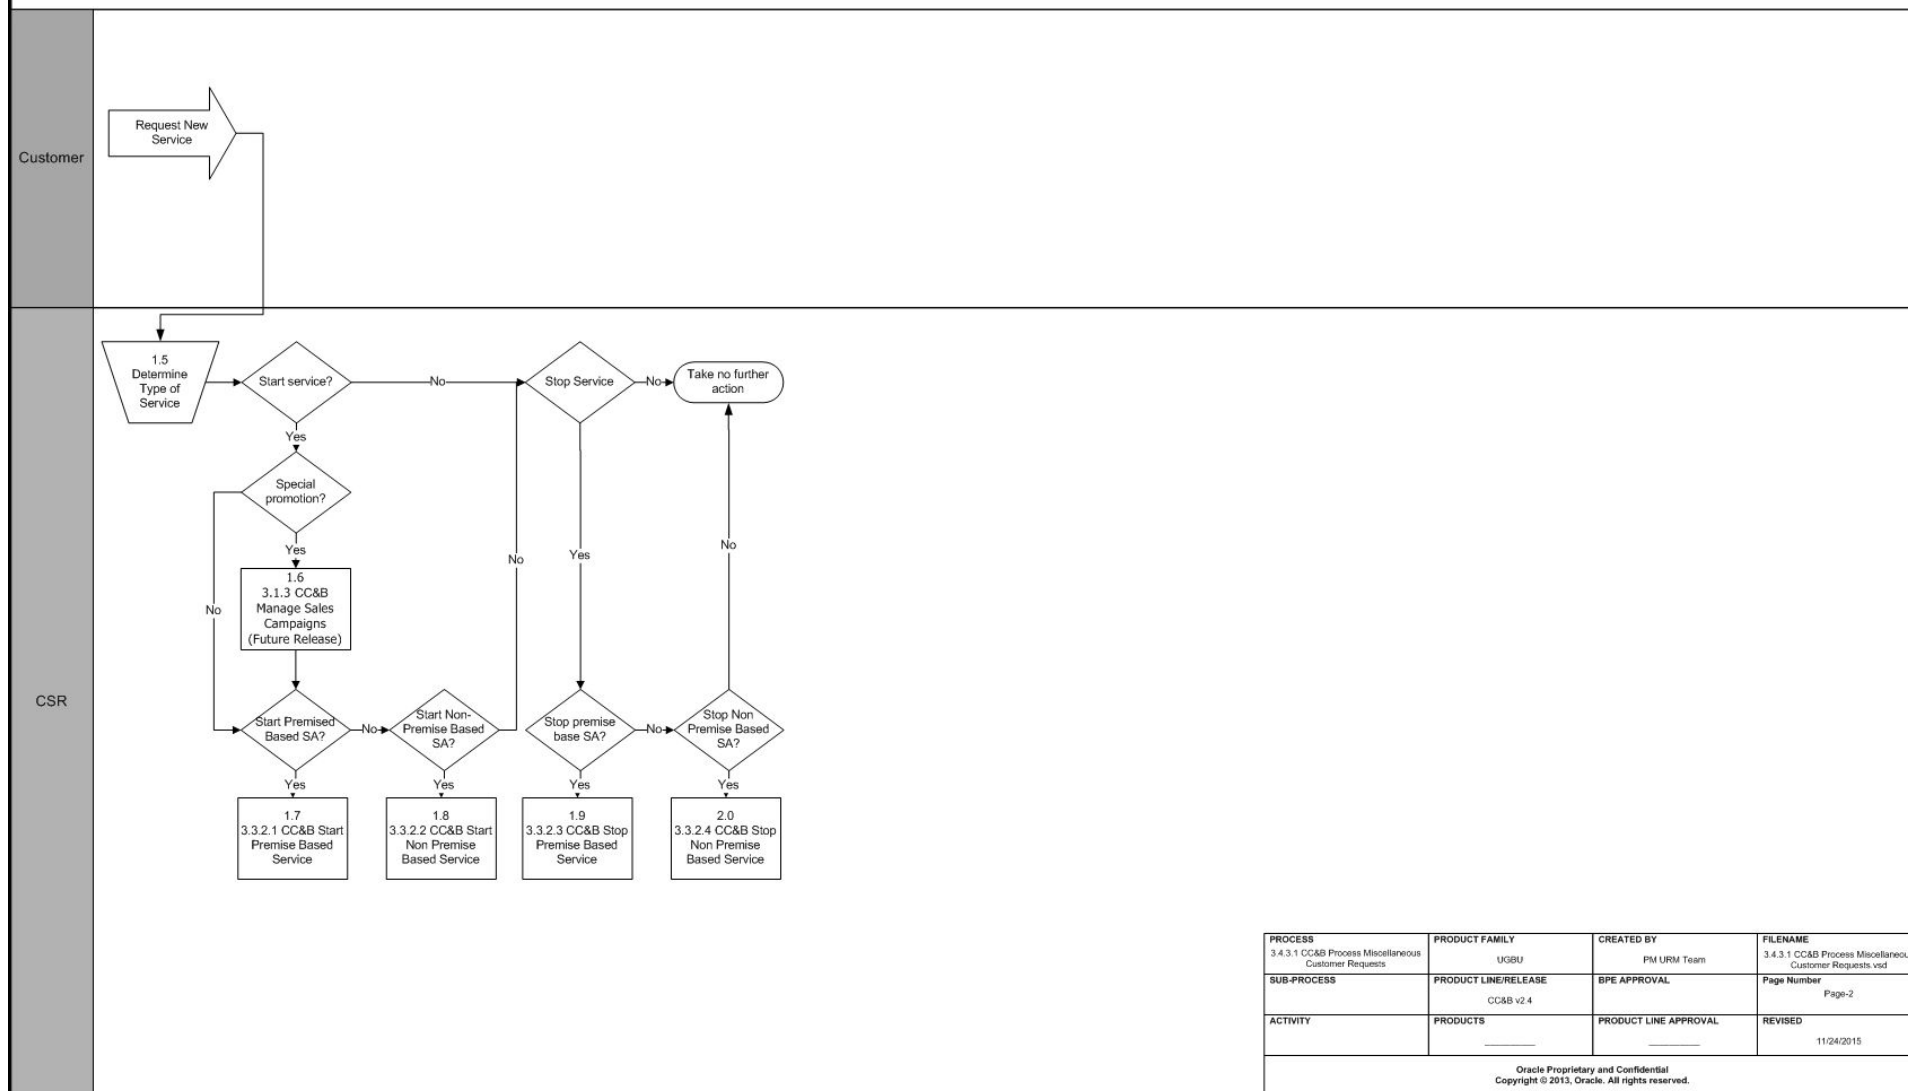 Customer
Request New
Service
CSR
1.5
Determine
Type of
Service
Start service?
No
Stop Service
No
Take no further
action
Yes
Special
promotion?
Yes
No
1.6
3.1.3 CC&B
Manage Sales
Campaigns
(Future Release)
No
Yes
No
Start Premised
Based SA?
No
Start Non-
Premise Based
SA?
Stop premise
base SA?
No
Stop Non
Premise Based
SA?
Yes
Yes
Yes
Yes
1.7
3.3.2.1 CC&B Start
Premise Based
Service
1.8
3.3.2.2 CC&B Start
Non Premise
Based Service
1.9
3.3.2.3 CC&B Stop
Premise Based
Service
2.0
3.3.2.4 CC&B Stop
Non Premise
Based Service
PROCESS
3.4.3.1 CC&B Process Miscellaneous
Customer Requests
PRODUCT FAMILY
UGBU
CREATED BY
PM URM Team
FILENAME
3.4.3.1 CC&B Process Miscellaneou
Customer Requests.vsd
SUB-PROCESS
PRODUCT LINE/RELEASE
CC&B v2.4
BPE APPROVAL
Page Number
Page-2
ACTIVITY
PRODUCTS
PRODUCT LINE APPROVAL
REVISED
11/24/2015
Oracle Proprietary and Confidential
Copyright © 2013, Oracle. All rights reserved.